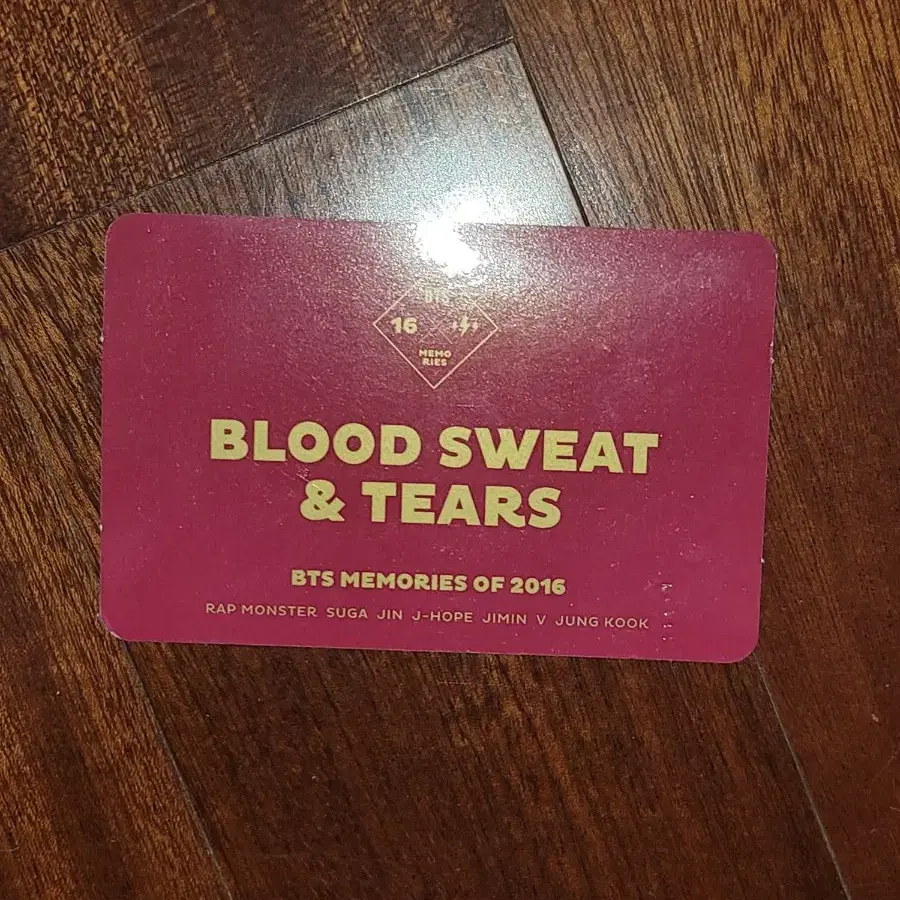 BTS
16
MEMO
RIES
BLOOD SWEAT
& TEARS
BTS MEMORIES OF 2016
RAP MONSTER SUGA JIN J-HOPE JIMIN V JUNG KOOK